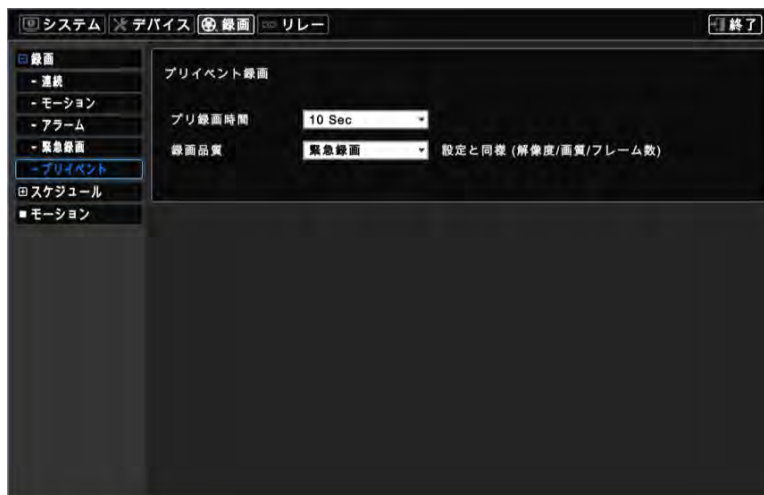 システム デバイス 録画 リレー 終了
録画
- 連続
- モーション
- アラーム
- 緊急録画
- プリイベント
スケジュール
モーション
プリイベント録画
プリ録画時間 10 Sec
録画品質 緊急録画 設定と同様 (解像度/画質/フレーム数)